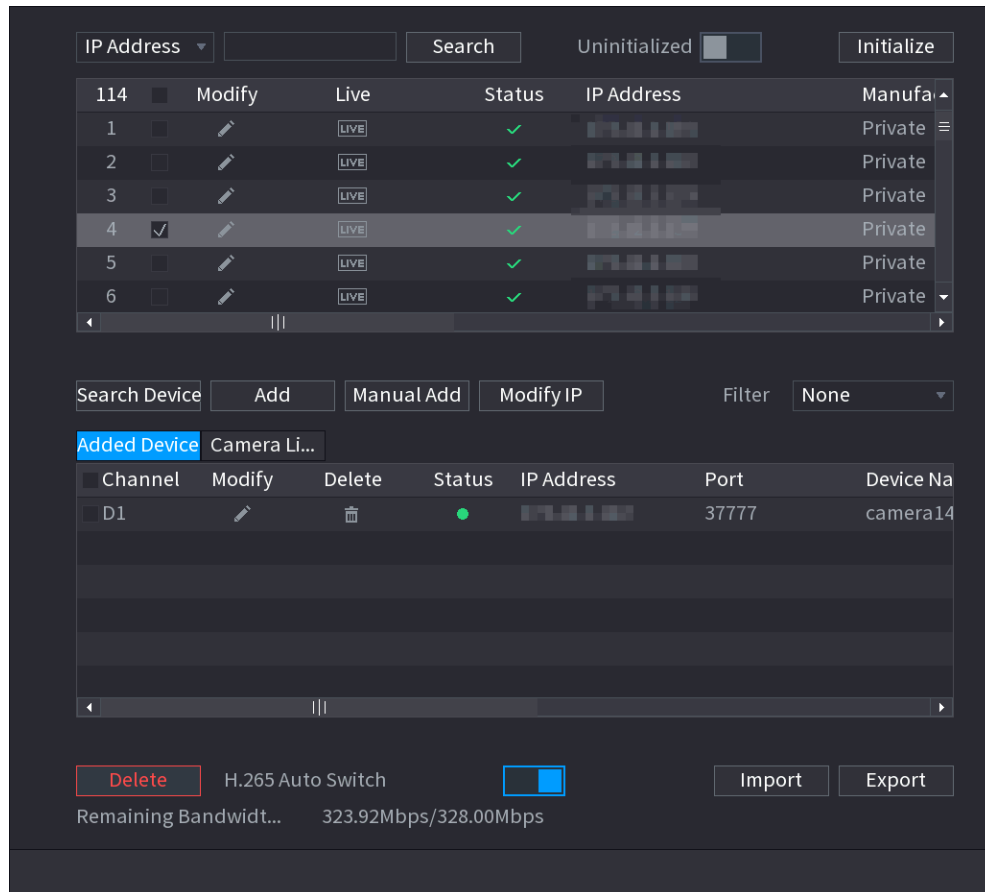 IP Address Search Uninitialized Initialize
114 Modify Live Status IP Address Manufa
1 LIVE Private
2 LIVE Private
3 LIVE Private
4 LIVE Private
5 LIVE Private
6 LIVE Private
Search Device Add Manual Add Modify IP Filter None
Added Device Camera Li...
Channel Modify Delete Status IP Address Port Device Na
D1 37777 camera14
Delete H.265 Auto Switch Import Export
Remaining Bandwidt... 323.92Mbps/328.00Mbps